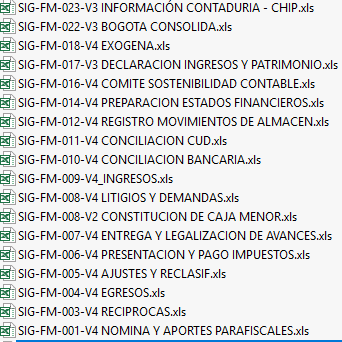 SIG-FM-023-V3 INFORMACIÓN CONTADURIA - CHIP.xls
SIG-FM-022-V3 BOGOTA CONSOLIDA.xls
SIG-FM-018-V4 EXOGENA.xls
SIG-FM-017-V3 DECLARACION INGRESOS Y PATRIMONIO.xls
SIG-FM-016-V4 COMITE SOSTENIBILIDAD CONTABLE.xls
SIG-FM-014-V4 PREPARACION ESTADOS FINANCIEROS.xls
SIG-FM-012-V4 REGISTRO MOVIMIENTOS DE ALMACEN.xls
SIG-FM-011-V4 CONCILIACION CUD.xls
SIG-FM-010-V4 CONCILIACION BANCARIA.xls
SIG-FM-009-V4_INGRESOS.xls
SIG-FM-008-V4 LITIGIOS Y DEMANDAS.xls
SIG-FM-008-V2 CONSTITUCION DE CAJA MENOR.xls
SIG-FM-007-V4 ENTREGA Y LEGALIZACION DE AVANCES.xls
SIG-FM-006-V4 PRESENTACION Y PAGO IMPUESTOS.xls
SIG-FM-005-V4 AJUSTES Y RECLASIF.xls
SIG-FM-004-V4 EGRESOS.xls
SIG-FM-003-V4 RECIPROCAS.xls
SIG-FM-001-V4 NOMINA Y APORTES PARAFISCALES.xls